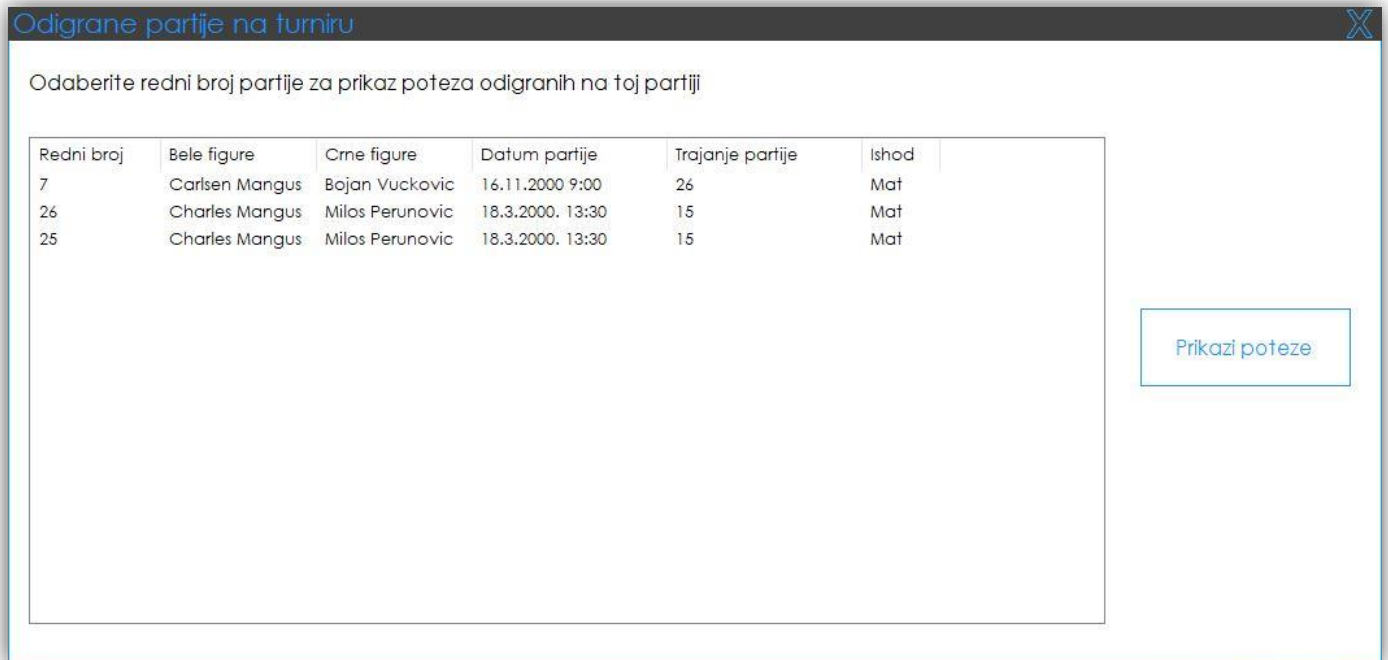 Odigrane partije na turniru X
Odaberite redni broj partije za prikaz poteza odigranih na toj partiji
Redni broj Bele figure Crne figure Datum partije Trajanje partije Ishod
7 Carlsen Mangus Bojan Vuckovic 16.11.2000 9:00 26 Mat
26 Charles Mangus Milos Perunovic 18.3.2000. 13:30 15 Mat
25 Charles Mangus Milos Perunovic 18.3.2000. 13:30 15 Mat
Prikazi poteze